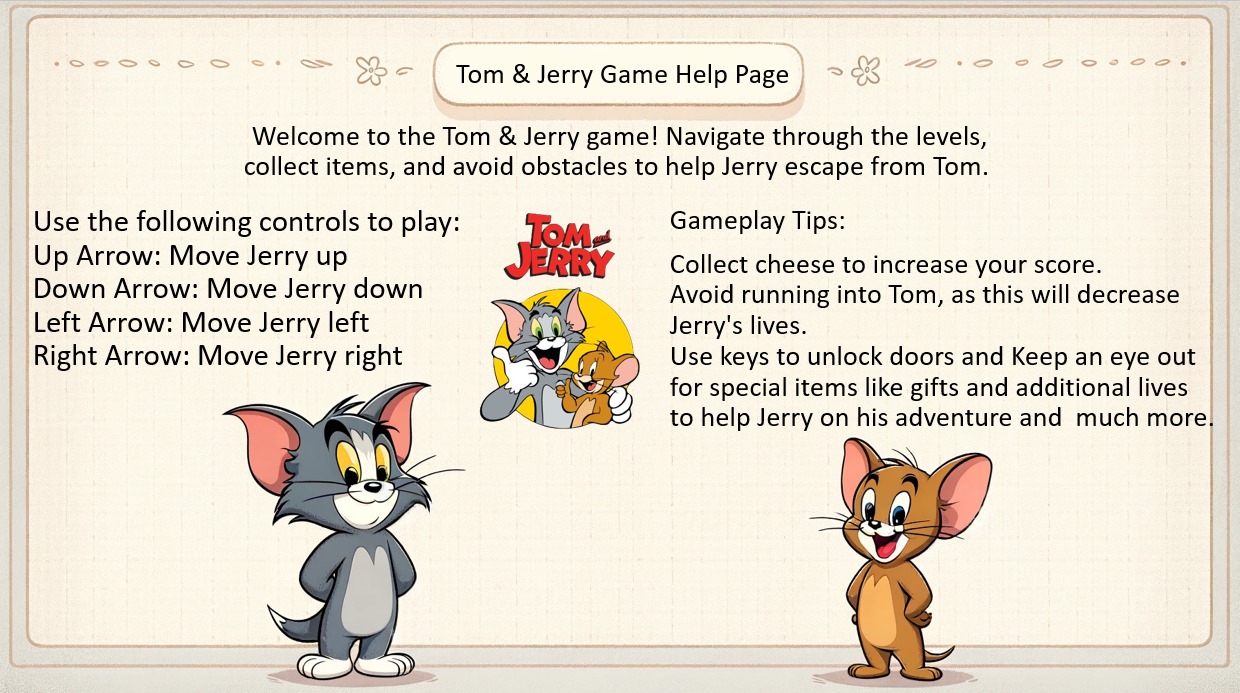 Tom & Jerry Game Help Page
Welcome to the Tom & Jerry game! Navigate through the levels,
collect items, and avoid obstacles to help Jerry escape from Tom.
Use the following controls to play:
Up Arrow: Move Jerry up
Down Arrow: Move Jerry down
Left Arrow: Move Jerry left
Right Arrow: Move Jerry right
TOM and
JERRY
Gameplay Tips:
Collect cheese to increase your score.
Avoid running into Tom, as this will decrease
Jerry's lives.
Use keys to unlock doors and Keep an eye out
for special items like gifts and additional lives
to help Jerry on his adventure and  much more.